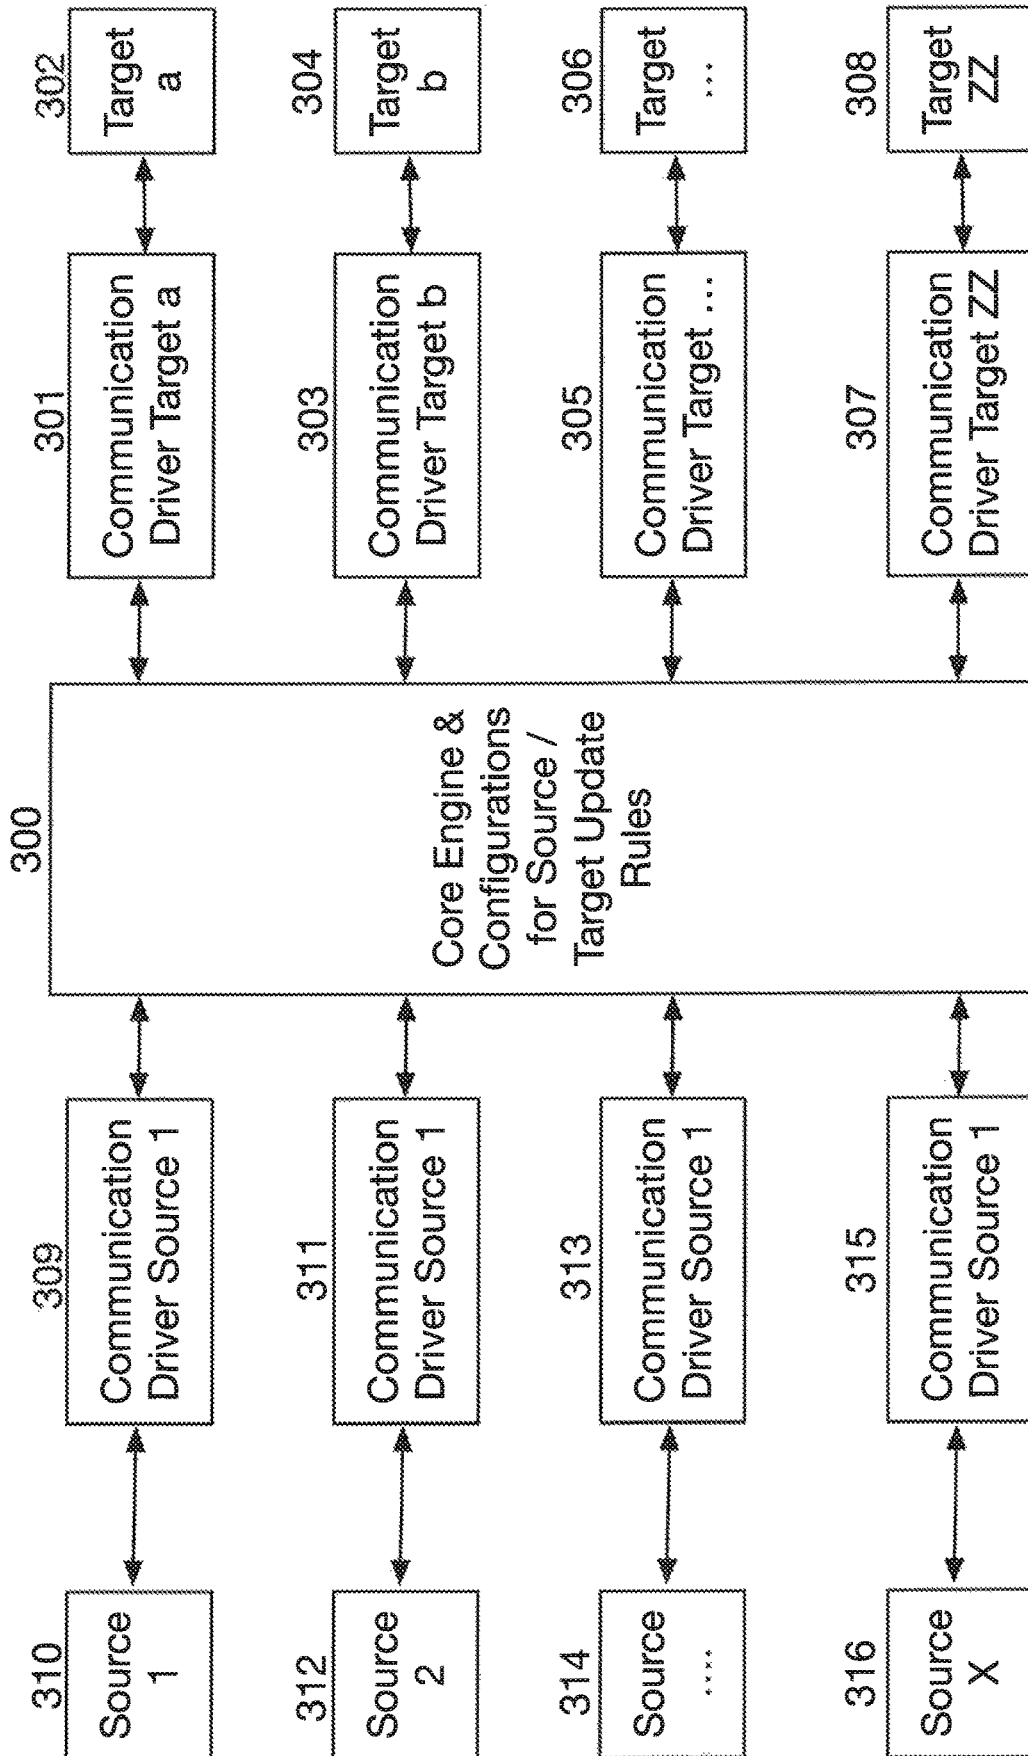 300
Core Engine &
Configurations
for Source /
Target Update
Rules
310
Source
1
309
Communication
Driver Source 1
301
Communication
Driver Target a
302
Target
a
312
Source
2
311
Communication
Driver Source 1
303
Communication
Driver Target b
304
Target
b
314
Source
....
313
Communication
Driver Source 1
305
Communication
Driver Target ...
306
Target
...
316
Source
X
315
Communication
Driver Source 1
307
Communication
Driver Target ZZ
308
Target
ZZ